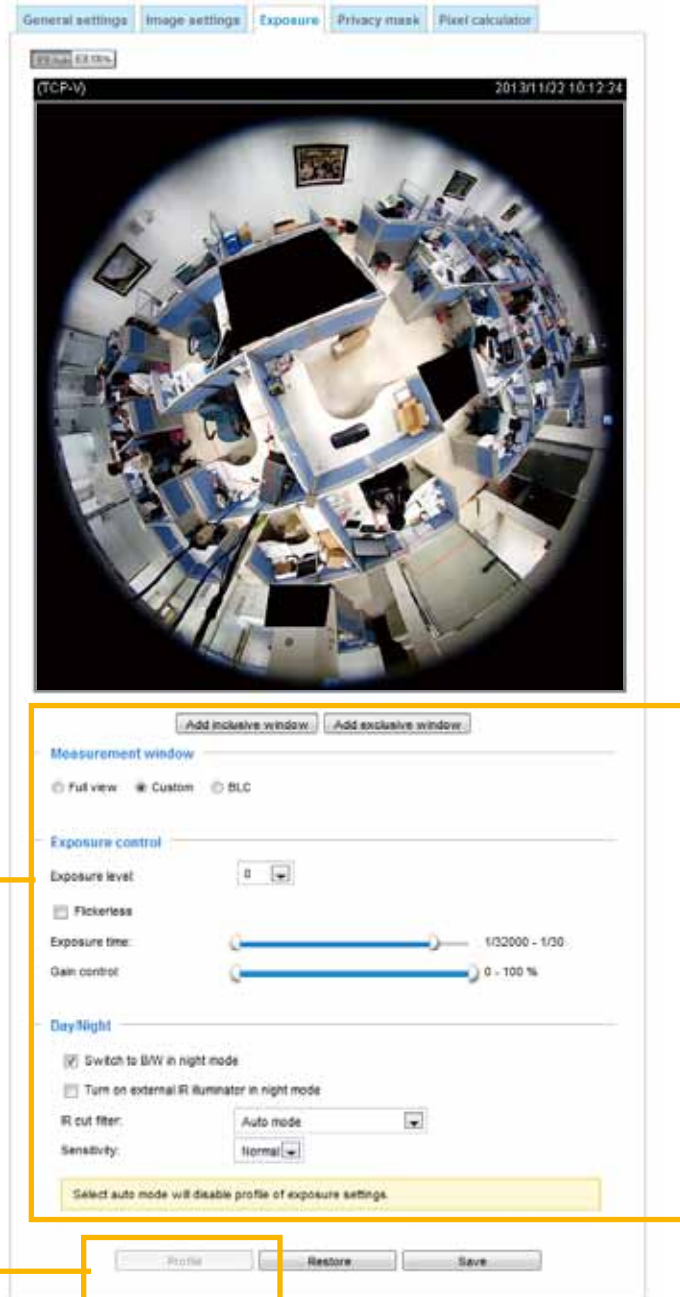 General settings Image settings Exposure Privacy mask Pixel calculator
(TCP-V) 2013/11/22 10:12:24
Add inclusive window Add exclusive window
Measurement window
Full view Custom BLC
Exposure control
Exposure level: 0
Flickerless
Exposure time: 1/32000 - 1/30
Gain control: 0 - 100 %
Day/Night
Switch to B/W in night mode
Turn on external IR illuminator in night mode
IR cut filter: Auto mode
Sensitivity: Normal
Select auto mode will disable profile of exposure settings.
Profile Restore Save